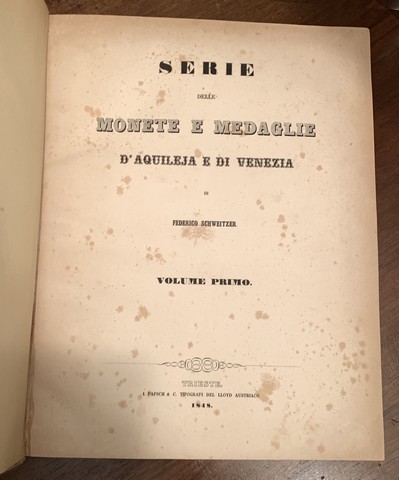 SERIE
DELLE
MONETE E MEDAGLIE
D'AQUILEJA E DI VENEZIA
DI
FEDERICO SCHWEITZER
VOLUME PRIMO.
TRIESTE,
I. PAPSCH & C. TIPOGRAFI DEL LLOYD AUSTRIACO
1848.